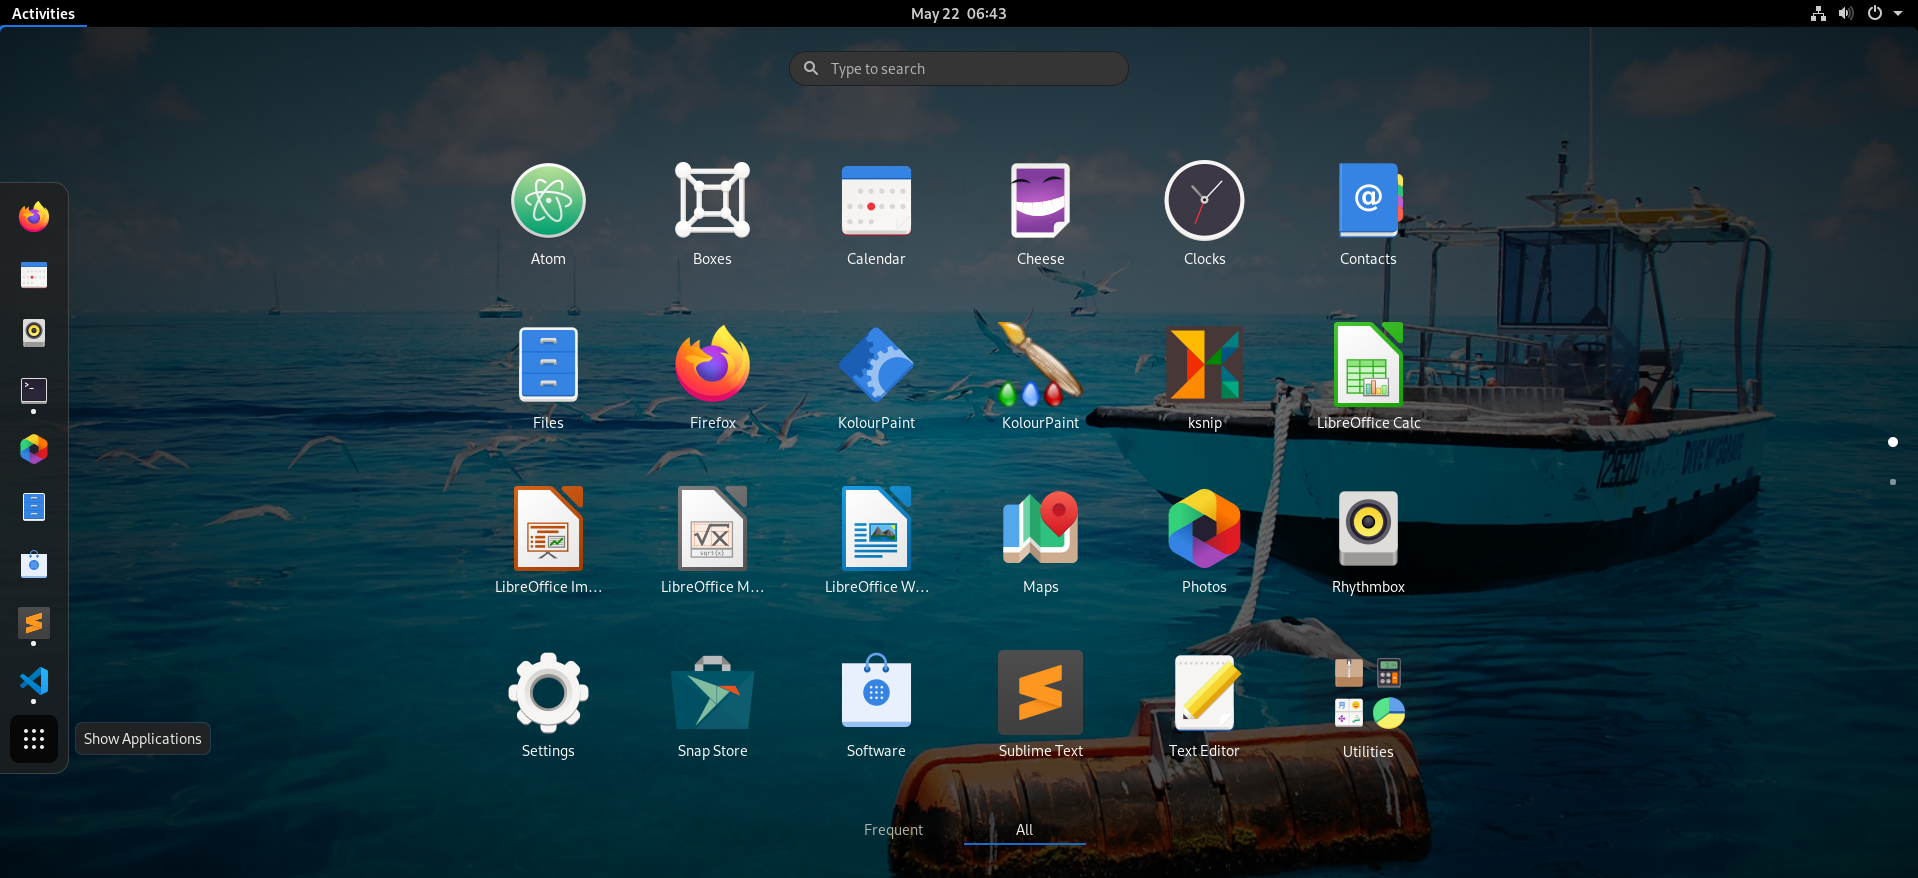 Activities
May 22 06:43
Type to search
Atom
Boxes
Calendar
Cheese
Clocks
Contacts
Files
Firefox
KolourPaint
KolourPaint
ksnip
LibreOffice Calc
LibreOffice Im...
LibreOffice M...
LibreOffice W...
Maps
Photos
Rhythmbox
Settings
Snap Store
Software
Sublime Text
Text Editor
Utilities
Show Applications
Frequent
All